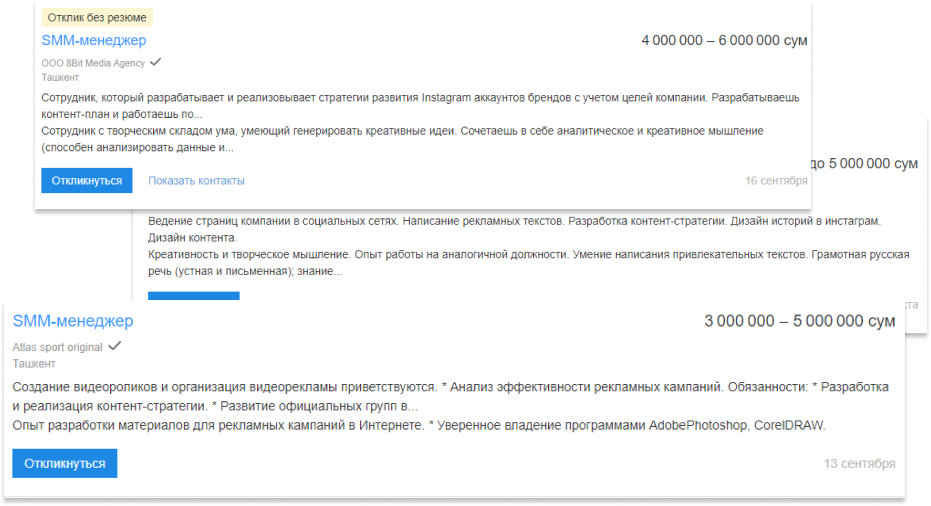 Отклик без резюме
SMM-менеджер
4 000 000 – 6 000 000 сум
ООО 8Bit Media Agency
Ташкент
Сотрудник, который разрабатывает и реализовывает стратегии развития Instagram аккаунтов брендов с учетом целей компании. Разрабатываешь
контент-план и работаешь по...
Сотрудник с творческим складом ума, умеющий генерировать креативные идеи. Сочетаешь в себе аналитическое и креативное мышление
(способен анализировать данные и...
Откликнуться
Показать контакты
16 сентября
до 5 000 000 сум
Ведение страниц компании в социальных сетях. Написание рекламных текстов. Разработка контент-стратегии. Дизайн историй в инстаграм.
Дизайн контента.
Креативность и творческое мышление. Опыт работы на аналогичной должности. Умение написания привлекательных текстов. Грамотная русская
речь (устная и письменная); знание...
SMM-менеджер
3 000 000 – 5 000 000 сум
Atlas sport original
Ташкент
Создание видеороликов и организация видеорекламы приветствуются. * Анализ эффективности рекламных кампаний. Обязанности: * Разработка
и реализация контент-стратегии. * Развитие официальных групп в...
Опыт разработки материалов для рекламных кампаний в Интернете. * Уверенное владение программами AdobePhotoshop, CorelDRAW.
Откликнуться
13 сентября